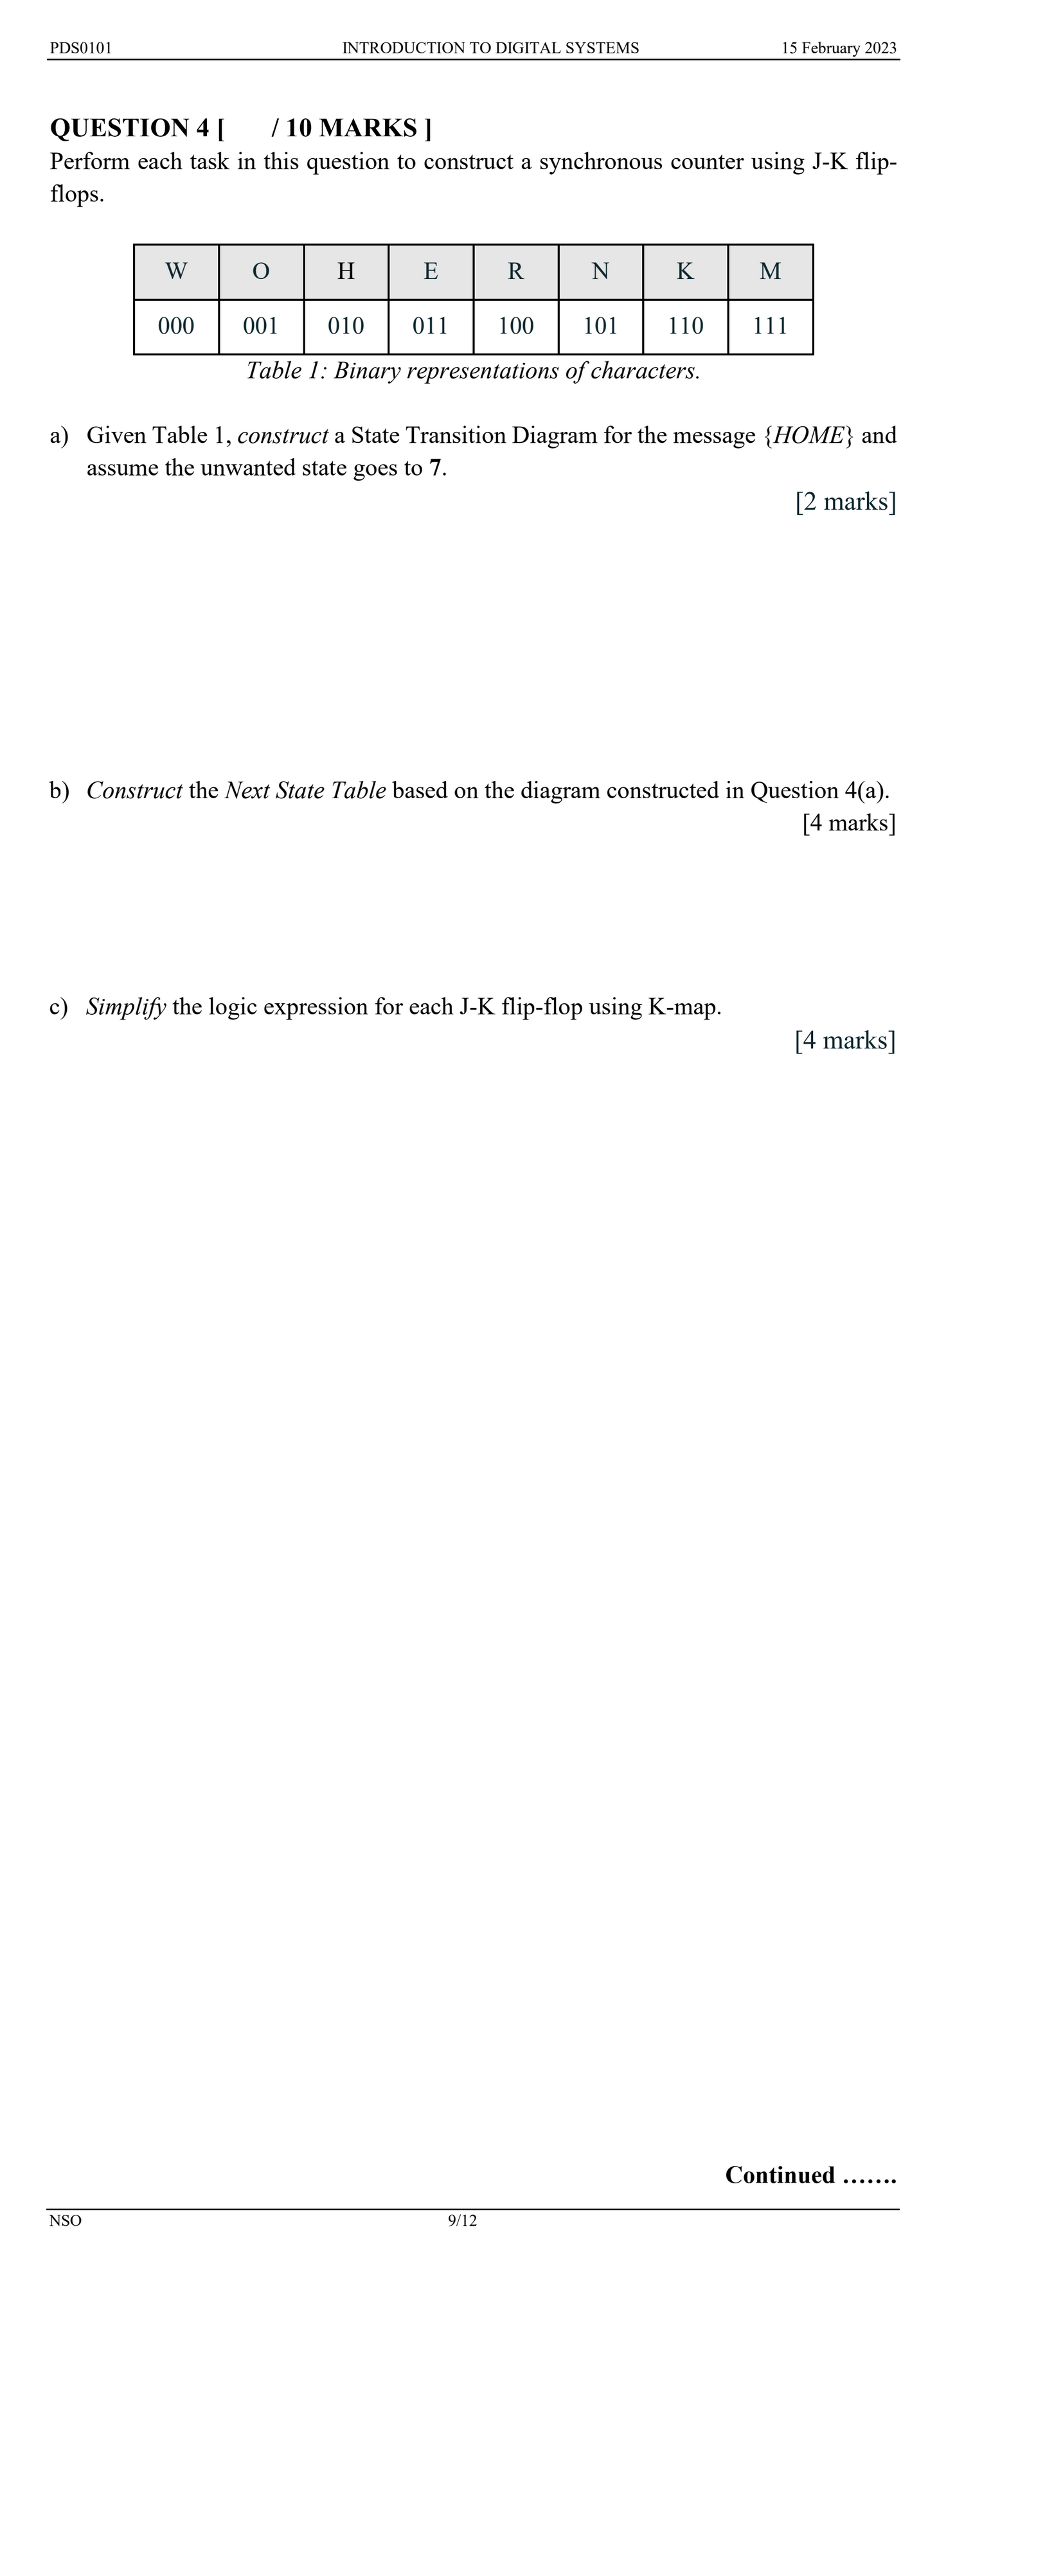 PDS0101 INTRODUCTION TO DIGITAL SYSTEMS 15 February 2023
QUESTION 4 [ / 10 MARKS ]
Perform each task in this question to construct a synchronous counter using J-K flip-
flops.
W O H E R N K M
000 001 010 011 100 101 110 111
Table 1: Binary representations of characters.
a) Given Table 1, construct a State Transition Diagram for the message {HOME} and
assume the unwanted state goes to 7.
[2 marks]
b) Construct the Next State Table based on the diagram constructed in Question 4(a).
[4 marks]
c) Simplify the logic expression for each J-K flip-flop using K-map.
[4 marks]
Continued …….
NSO 9/12